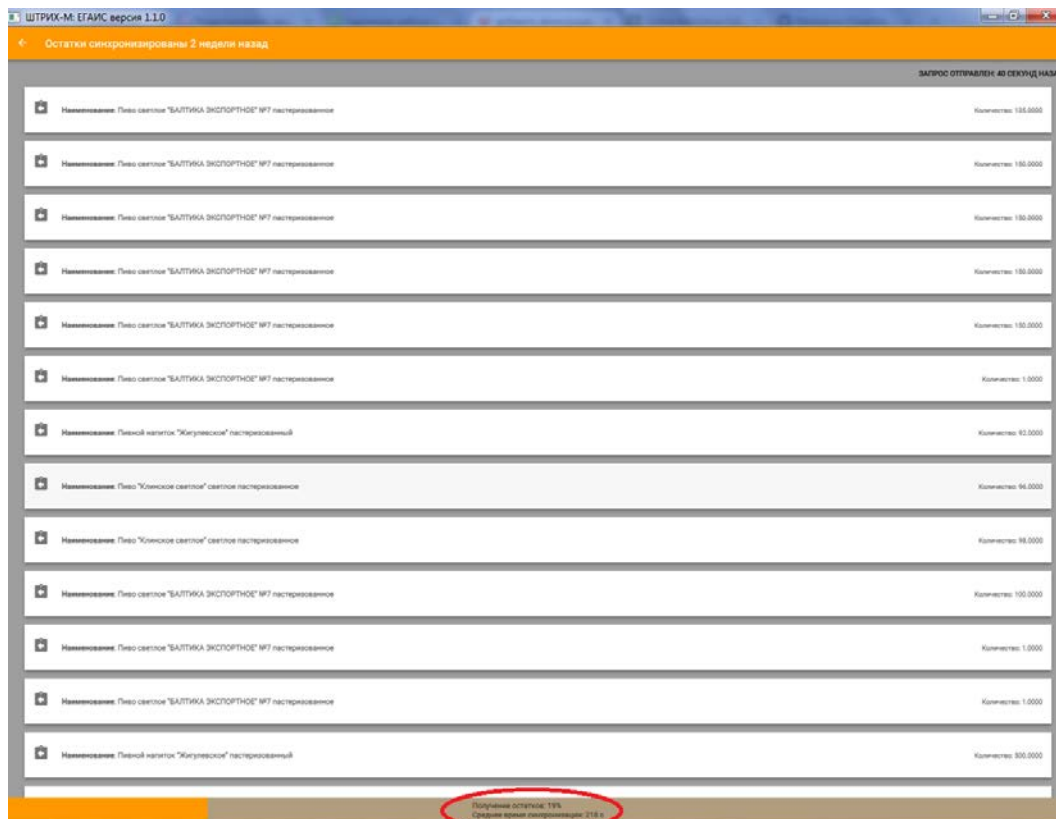 ШТРИХ-М: ЕГАИС версия 1.1.0
Остатки синхронизированы 2 недели назад
ЗАПРОС ОТПРАВЛЕН: 40 СЕКУНД НАЗА
Наименование: Пиво светлое "БАЛТИКА ЭКСПОРТНОЕ" №7 пастеризованное Количество: 135.0000
Наименование: Пиво светлое "БАЛТИКА ЭКСПОРТНОЕ" №7 пастеризованное Количество: 150.0000
Наименование: Пиво светлое "БАЛТИКА ЭКСПОРТНОЕ" №7 пастеризованное Количество: 150.0000
Наименование: Пиво светлое "БАЛТИКА ЭКСПОРТНОЕ" №7 пастеризованное Количество: 150.0000
Наименование: Пиво светлое "БАЛТИКА ЭКСПОРТНОЕ" №7 пастеризованное Количество: 150.0000
Наименование: Пиво светлое "БАЛТИКА ЭКСПОРТНОЕ" №7 пастеризованное Количество: 1.0000
Наименование: Пивной напиток "Жигулевское" пастеризованный Количество: 92.0000
Наименование: Пиво "Клинское светлое" светлое пастеризованное Количество: 96.0000
Наименование: Пиво "Клинское светлое" светлое пастеризованное Количество: 98.0000
Наименование: Пиво светлое "БАЛТИКА ЭКСПОРТНОЕ" №7 пастеризованное Количество: 100.0000
Наименование: Пиво светлое "БАЛТИКА ЭКСПОРТНОЕ" №7 пастеризованное Количество: 1.0000
Наименование: Пиво светлое "БАЛТИКА ЭКСПОРТНОЕ" №7 пастеризованное Количество: 1.0000
Наименование: Пивной напиток "Жигулевское" пастеризованный Количество: 500.0000
Получение остатков: 19%
Среднее время синхронизации: 218 с